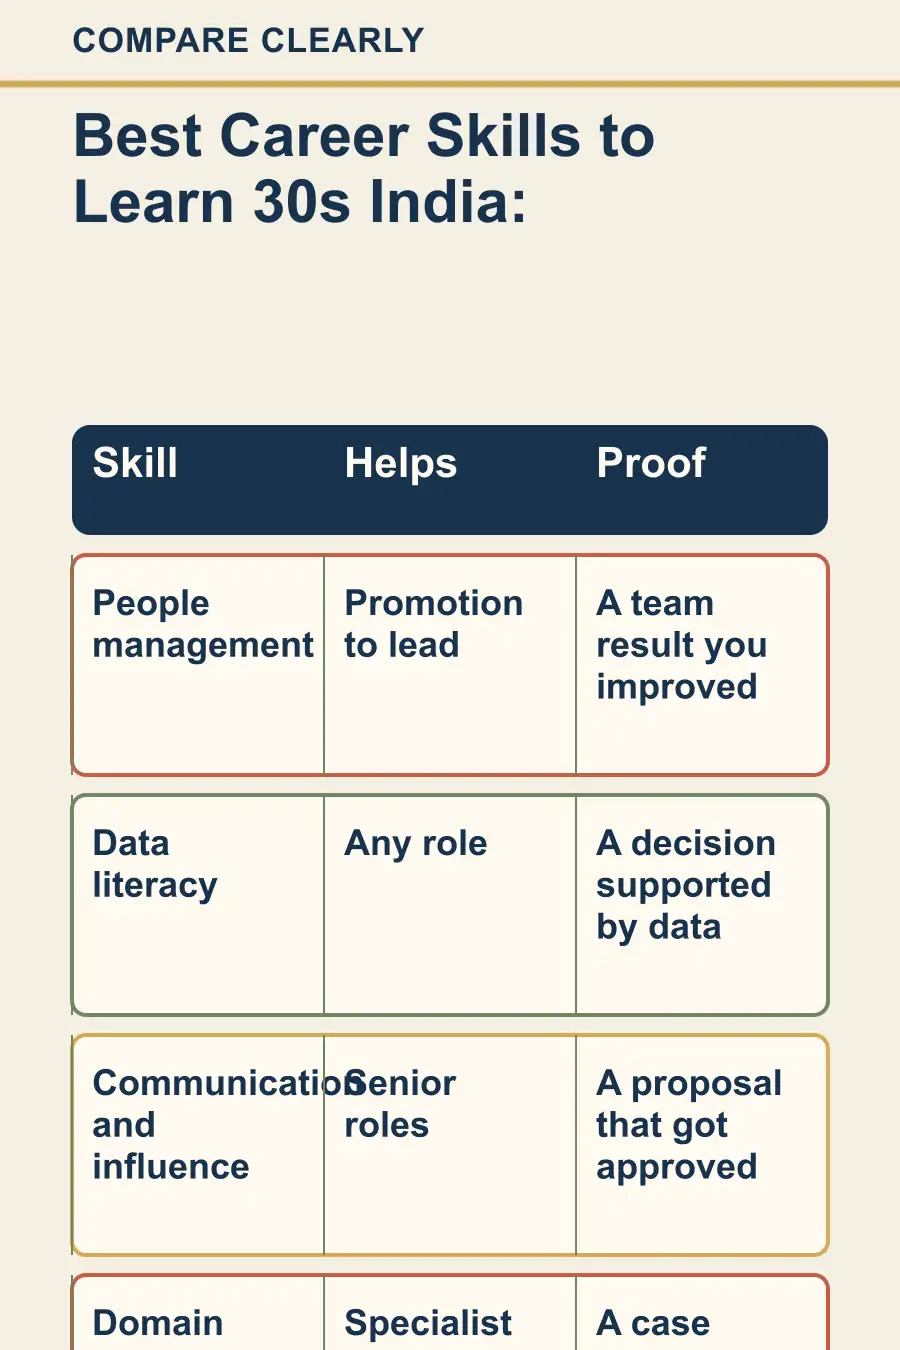 COMPARE CLEARLY
Best Career Skills to
Learn 30s India:
Skill Helps Proof
People Promotion A team
management to lead result you
improved
Data Any role A decision
literacy supported
by data
Communication Senior A proposal
and roles that got
influence approved
Domain Specialist A case